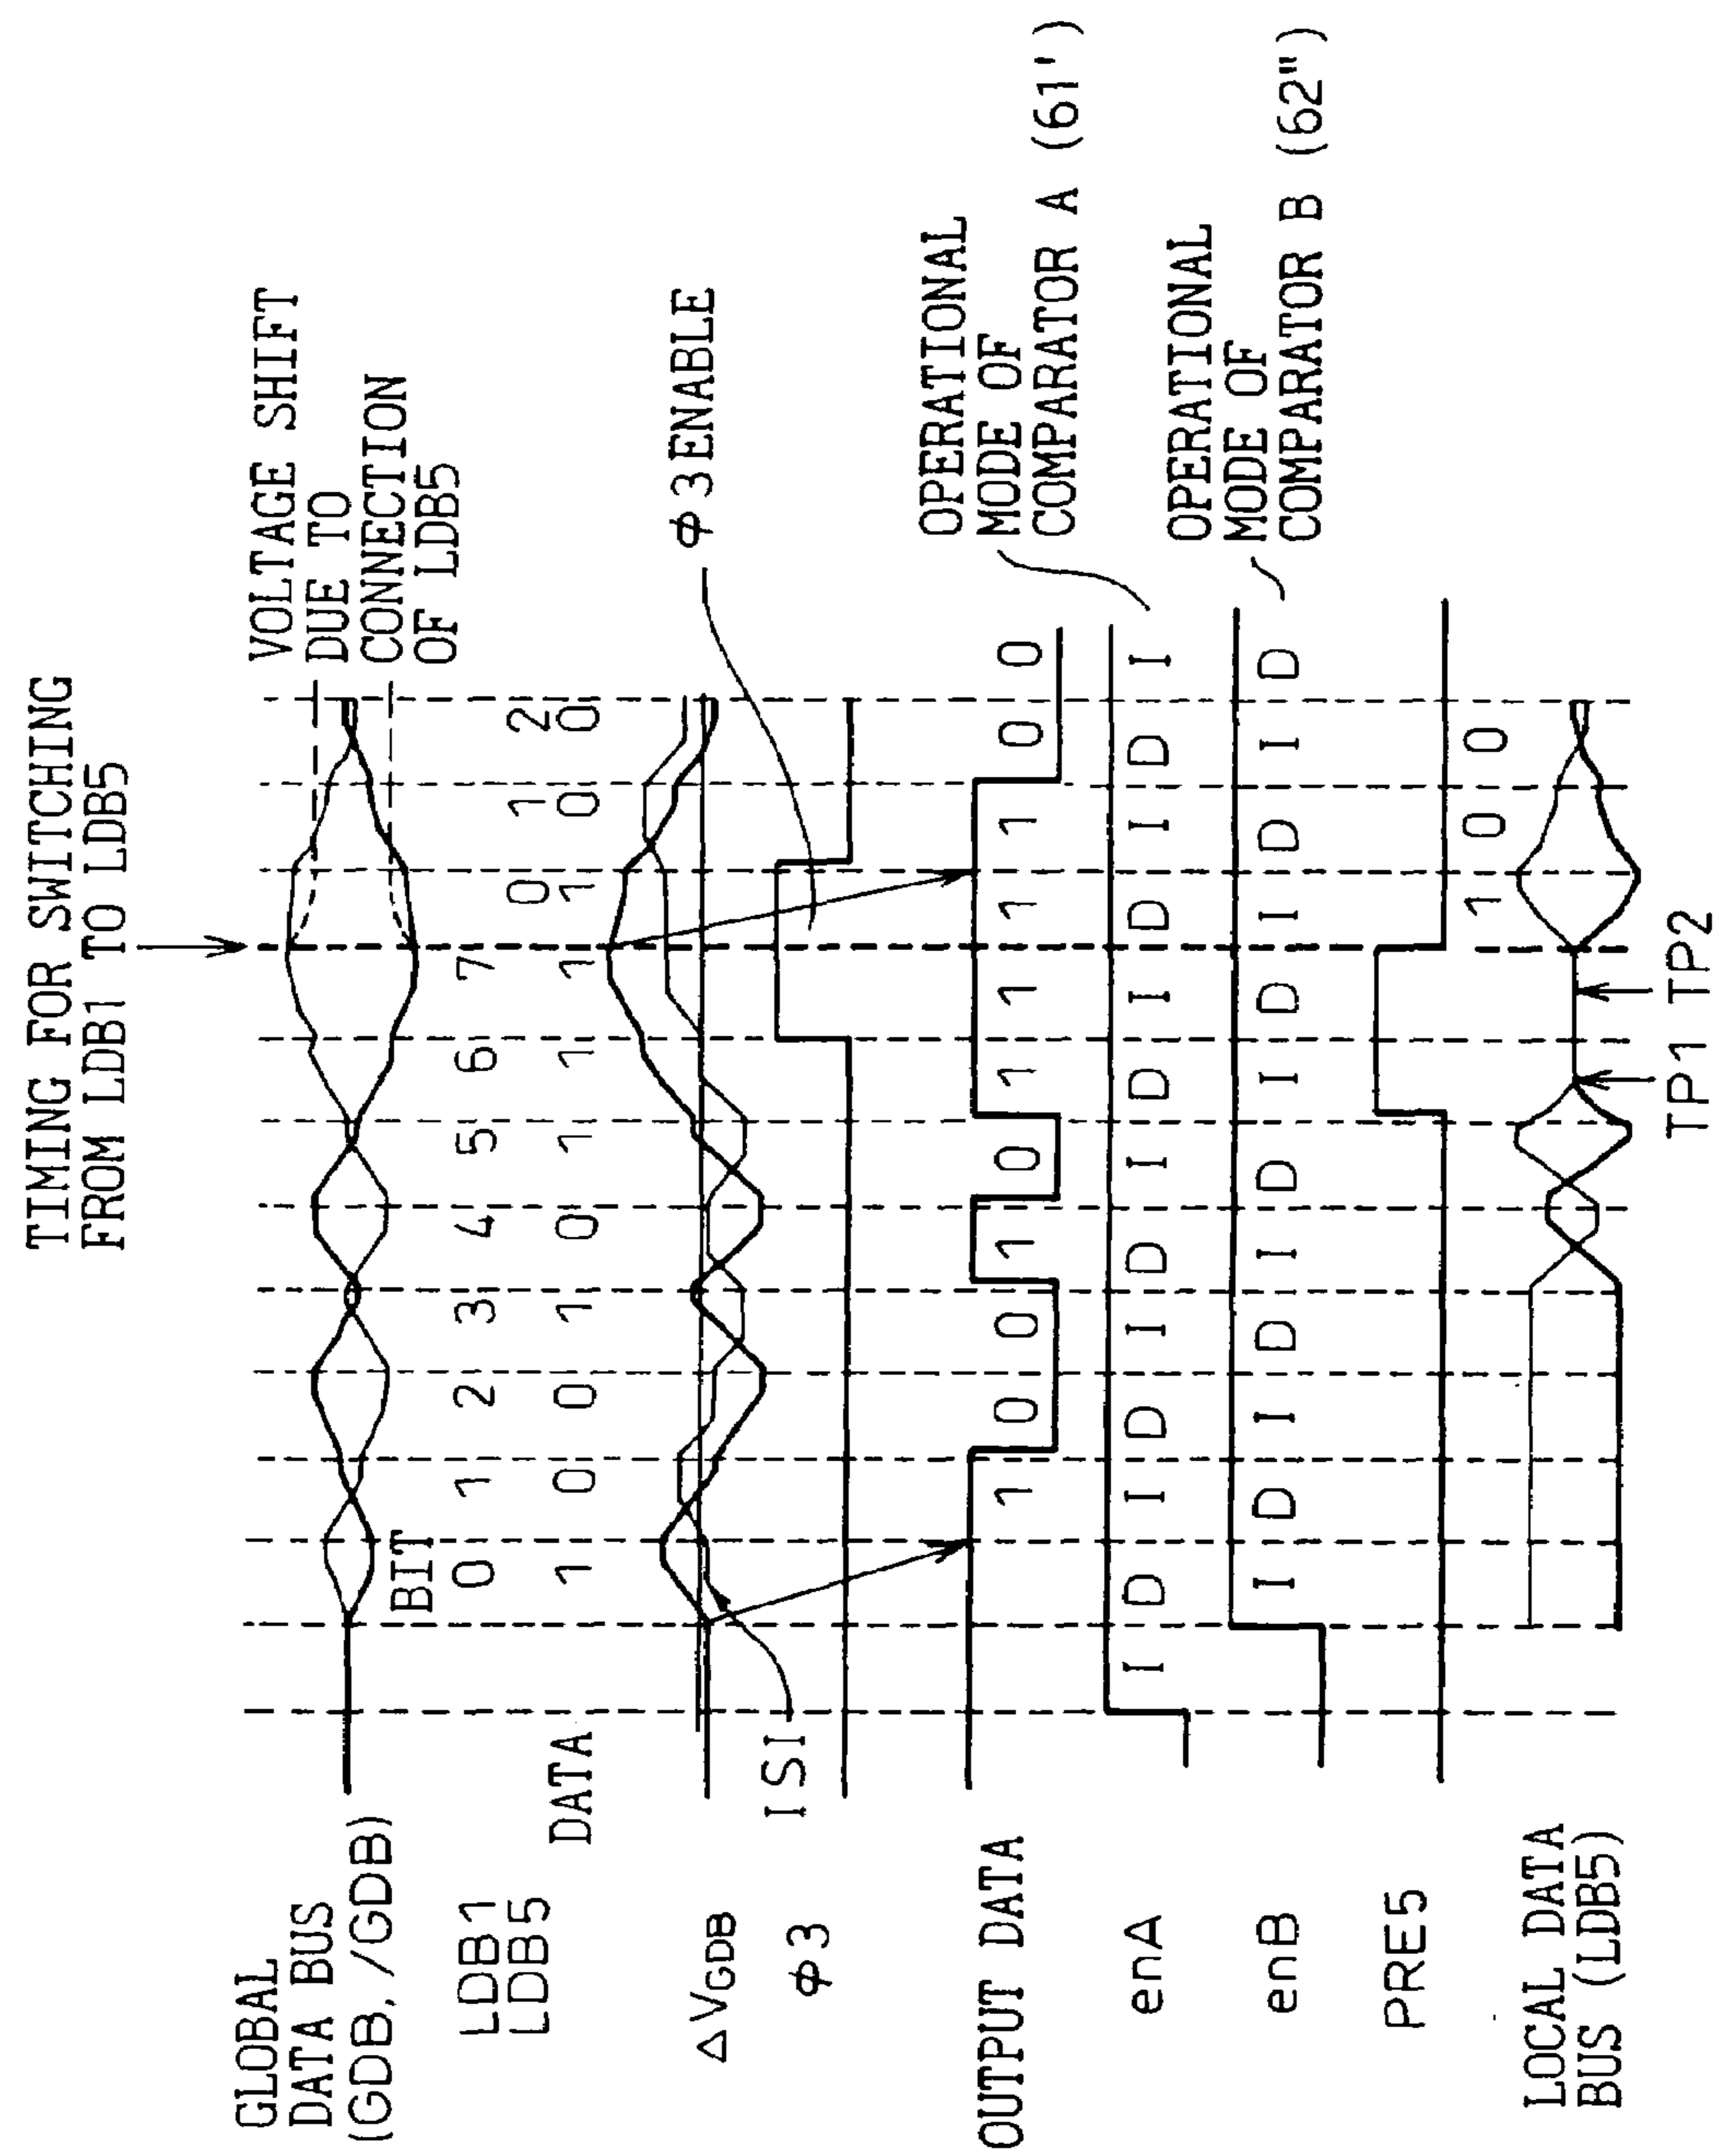 TIMING FOR SWITCHING
FROM LDB1 TO LDB5
VOLTAGE SHIFT
DUE TO
CONNECTION
OF LDB5
GLOBAL
DATA BUS
(GDB, /GDB)
BIT
LDB1 0 1 2 3 4 5 6 7
LDB5 0 1 2
DATA 1 0 0 1 0 1 1 1 1 0 0
△VGDB
φ3ENABLE
ISI
φ3
OUTPUT DATA 1 0 0 1 0 1 1 1 1 0 0
OPERATIONAL
MODE OF
COMPARATOR A (61')
enA I D I D I D I D I D I D I
OPERATIONAL
MODE OF
COMPARATOR B (62")
enB I D I D I D I D I D I D
PRE5
1 0 0
LOCAL DATA
BUS (LDB5)
TP1 TP2